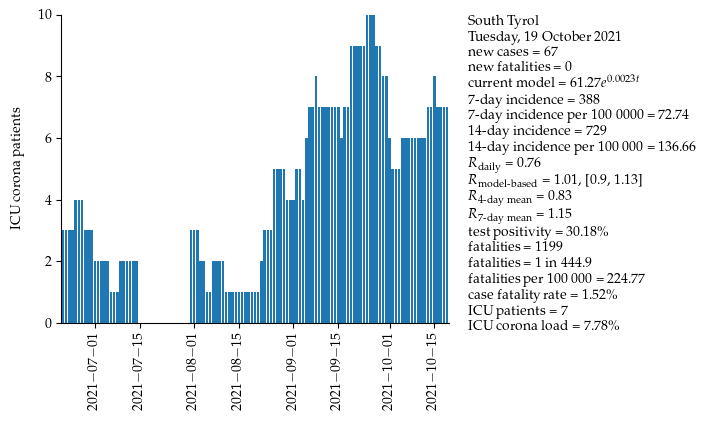 10
8
6
4
2
0
ICU corona patients
2021−07−01
2021−07−15
2021−08−01
2021−08−15
2021−09−01
2021−09−15
2021−10−01
2021−10−15
South Tyrol
Tuesday, 19 October 2021
new cases = 67
new fatalities = 0
current model = 61.27e^0.0023t
7-day incidence = 388
7-day incidence per 100 0000 = 72.74
14-day incidence = 729
14-day incidence per 100 000 = 136.66
R_daily = 0.76
R_model-based = 1.01, [0.9, 1.13]
R_4-day mean = 0.83
R_7-day mean = 1.15
test positivity = 30.18%
fatalities = 1199
fatalities = 1 in 444.9
fatalities per 100 000 = 224.77
case fatality rate = 1.52%
ICU patients = 7
ICU corona load = 7.78%